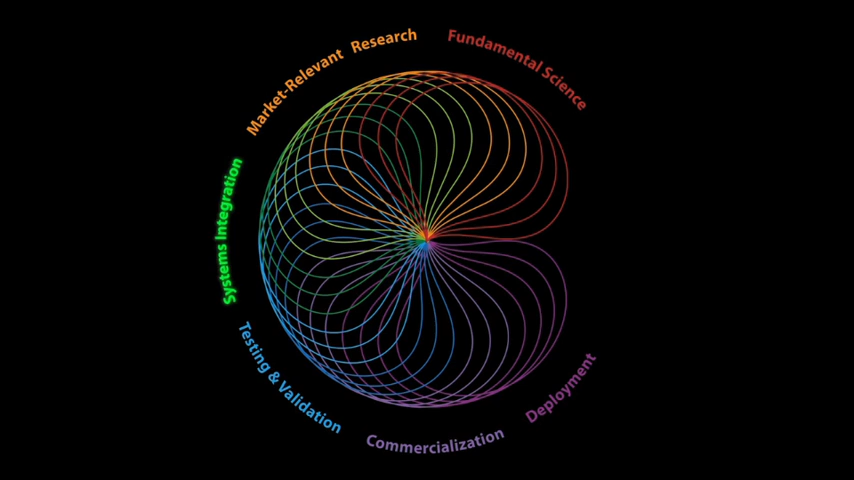 Fundamental Science
Market-Relevant Research
Systems Integration
Testing & Validation
Commercialization
Deployment